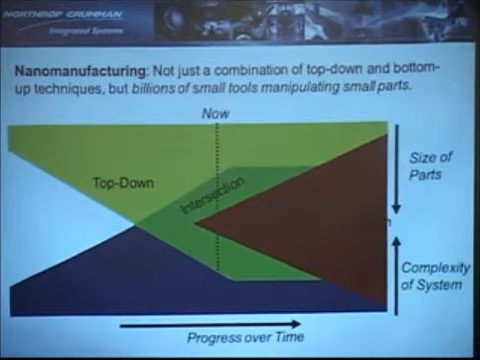 NORTHROP GRUMMAN
Integrated Systems
Nanomanufacturing: Not just a combination of top-down and bottom-
up techniques, but billions of small tools manipulating small parts.
Now
Top-Down
Intersection
Size of
Parts
Complexity
of System
Progress over Time